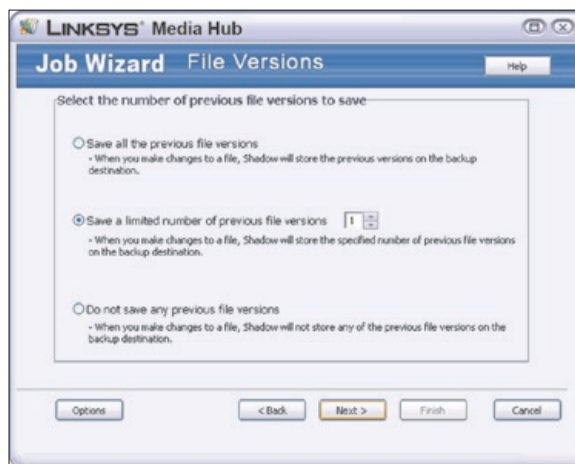 LINKSYS® Media Hub
Job Wizard File Versions
Help
Select the number of previous file versions to save
Save all the previous file versions
- When you make changes to a file, Shadow will store the previous versions on the backup
destination.
Save a limited number of previous file versions 1
- When you make changes to a file, Shadow will store the specified number of previous file versions
on the backup destination.
Do not save any previous file versions
- When you make changes to a file, Shadow will not store any of the previous file versions on the
backup destination.
Options < Back Next > Finish Cancel